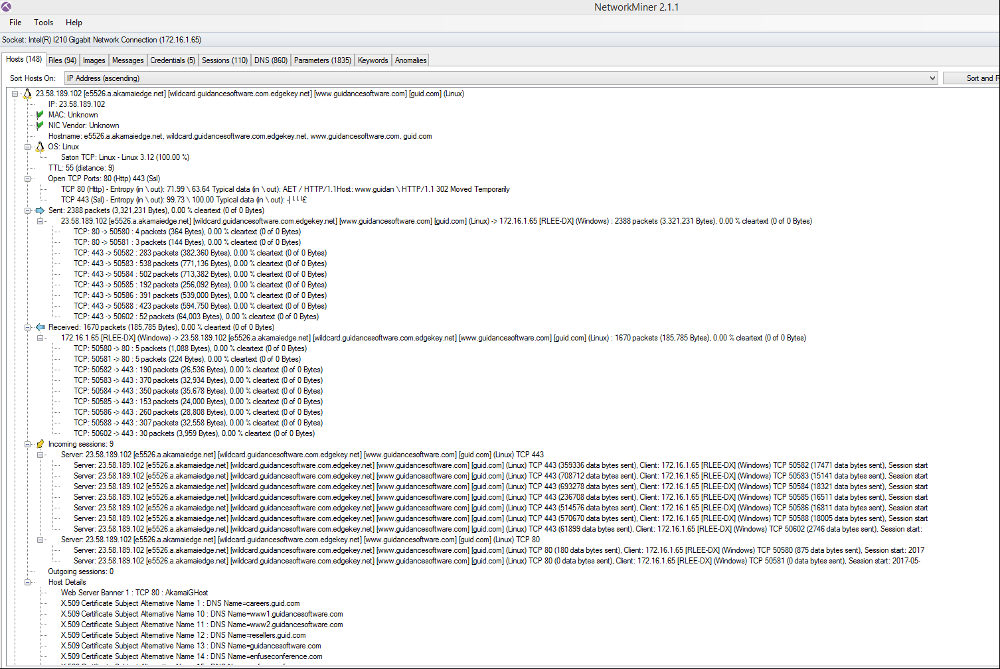 NetworkMiner 2.1.1
File Tools Help
Socket: Intel(R) I210 Gigabit Network Connection (172.16.1.65)
Hosts (148) Files (94) Images Messages Credentials (5) Sessions (110) DNS (860) Parameters (1835) Keywords Anomalies
Sort Hosts On: IP Address (ascending) Sort and R
23.58.189.102 [e5526.a.akamaiedge.net] [wildcard.guidancesoftware.com.edgekey.net] [www.guidancesoftware.com] [guid.com] (Linux)
IP: 23.58.189.102
MAC: Unknown
NIC Vendor: Unknown
Hostname: e5526.a.akamaiedge.net, wildcard.guidancesoftware.com.edgekey.net, www.guidancesoftware.com, guid.com
OS: Linux
Satori TCP: Linux - Linux 3.12 (100.00 %)
TTL: 55 (distance: 9)
Open TCP Ports: 80 (Http) 443 (Ssl)
TCP 80 (Http) - Entropy (in \ out): 71.99 \ 63.64 Typical data (in \ out): AET / HTTP/1.1Host: www.guidan \ HTTP/1.1 302 Moved Temporarily
TCP 443 (Ssl) - Entropy (in \ out): 99.73 \ 100.00 Typical data (in \ out): ┤└└└£
Sent: 2388 packets (3,321,231 Bytes), 0.00 % cleartext (0 of 0 Bytes)
23.58.189.102 [e5526.a.akamaiedge.net] [wildcard.guidancesoftware.com.edgekey.net] [www.guidancesoftware.com] [guid.com] (Linux) -> 172.16.1.65 [RLEE-DX] (Windows) : 2388 packets (3,321,231 Bytes), 0.00 % cleartext (0 of 0 Bytes)
TCP: 80 -> 50580 : 4 packets (364 Bytes), 0.00 % cleartext (0 of 0 Bytes)
TCP: 80 -> 50581 : 3 packets (144 Bytes), 0.00 % cleartext (0 of 0 Bytes)
TCP: 443 -> 50582 : 283 packets (382,360 Bytes), 0.00 % cleartext (0 of 0 Bytes)
TCP: 443 -> 50583 : 538 packets (771,136 Bytes), 0.00 % cleartext (0 of 0 Bytes)
TCP: 443 -> 50584 : 502 packets (713,382 Bytes), 0.00 % cleartext (0 of 0 Bytes)
TCP: 443 -> 50585 : 192 packets (256,092 Bytes), 0.00 % cleartext (0 of 0 Bytes)
TCP: 443 -> 50586 : 391 packets (539,000 Bytes), 0.00 % cleartext (0 of 0 Bytes)
TCP: 443 -> 50588 : 423 packets (594,750 Bytes), 0.00 % cleartext (0 of 0 Bytes)
TCP: 443 -> 50602 : 52 packets (64,003 Bytes), 0.00 % cleartext (0 of 0 Bytes)
Received: 1670 packets (185,785 Bytes), 0.00 % cleartext (0 of 0 Bytes)
172.16.1.65 [RLEE-DX] (Windows) -> 23.58.189.102 [e5526.a.akamaiedge.net] [wildcard.guidancesoftware.com.edgekey.net] [www.guidancesoftware.com] [guid.com] (Linux) : 1670 packets (185,785 Bytes), 0.00 % cleartext (0 of 0 Bytes)
TCP: 50580 -> 80 : 5 packets (1,088 Bytes), 0.00 % cleartext (0 of 0 Bytes)
TCP: 50581 -> 80 : 5 packets (224 Bytes), 0.00 % cleartext (0 of 0 Bytes)
TCP: 50582 -> 443 : 190 packets (26,536 Bytes), 0.00 % cleartext (0 of 0 Bytes)
TCP: 50583 -> 443 : 370 packets (32,934 Bytes), 0.00 % cleartext (0 of 0 Bytes)
TCP: 50584 -> 443 : 350 packets (35,678 Bytes), 0.00 % cleartext (0 of 0 Bytes)
TCP: 50585 -> 443 : 153 packets (24,000 Bytes), 0.00 % cleartext (0 of 0 Bytes)
TCP: 50586 -> 443 : 260 packets (28,808 Bytes), 0.00 % cleartext (0 of 0 Bytes)
TCP: 50588 -> 443 : 307 packets (32,558 Bytes), 0.00 % cleartext (0 of 0 Bytes)
TCP: 50602 -> 443 : 30 packets (3,959 Bytes), 0.00 % cleartext (0 of 0 Bytes)
Incoming sessions: 9
Server: 23.58.189.102 [e5526.a.akamaiedge.net] [wildcard.guidancesoftware.com.edgekey.net] [www.guidancesoftware.com] [guid.com] (Linux) TCP 443
Server: 23.58.189.102 [e5526.a.akamaiedge.net] [wildcard.guidancesoftware.com.edgekey.net] [www.guidancesoftware.com] [guid.com] (Linux) TCP 443 (359336 data bytes sent), Client: 172.16.1.65 [RLEE-DX] (Windows) TCP 50582 (17471 data bytes sent), Session start
Server: 23.58.189.102 [e5526.a.akamaiedge.net] [wildcard.guidancesoftware.com.edgekey.net] [www.guidancesoftware.com] [guid.com] (Linux) TCP 443 (708712 data bytes sent), Client: 172.16.1.65 [RLEE-DX] (Windows) TCP 50583 (15141 data bytes sent), Session start
Server: 23.58.189.102 [e5526.a.akamaiedge.net] [wildcard.guidancesoftware.com.edgekey.net] [www.guidancesoftware.com] [guid.com] (Linux) TCP 443 (693278 data bytes sent), Client: 172.16.1.65 [RLEE-DX] (Windows) TCP 50584 (18321 data bytes sent), Session start
Server: 23.58.189.102 [e5526.a.akamaiedge.net] [wildcard.guidancesoftware.com.edgekey.net] [www.guidancesoftware.com] [guid.com] (Linux) TCP 443 (236708 data bytes sent), Client: 172.16.1.65 [RLEE-DX] (Windows) TCP 50585 (16511 data bytes sent), Session start
Server: 23.58.189.102 [e5526.a.akamaiedge.net] [wildcard.guidancesoftware.com.edgekey.net] [www.guidancesoftware.com] [guid.com] (Linux) TCP 443 (514576 data bytes sent), Client: 172.16.1.65 [RLEE-DX] (Windows) TCP 50586 (16811 data bytes sent), Session start
Server: 23.58.189.102 [e5526.a.akamaiedge.net] [wildcard.guidancesoftware.com.edgekey.net] [www.guidancesoftware.com] [guid.com] (Linux) TCP 443 (570670 data bytes sent), Client: 172.16.1.65 [RLEE-DX] (Windows) TCP 50588 (18005 data bytes sent), Session start
Server: 23.58.189.102 [e5526.a.akamaiedge.net] [wildcard.guidancesoftware.com.edgekey.net] [www.guidancesoftware.com] [guid.com] (Linux) TCP 443 (61899 data bytes sent), Client: 172.16.1.65 [RLEE-DX] (Windows) TCP 50602 (2746 data bytes sent), Session start:
Server: 23.58.189.102 [e5526.a.akamaiedge.net] [wildcard.guidancesoftware.com.edgekey.net] [www.guidancesoftware.com] [guid.com] (Linux) TCP 80
Server: 23.58.189.102 [e5526.a.akamaiedge.net] [wildcard.guidancesoftware.com.edgekey.net] [www.guidancesoftware.com] [guid.com] (Linux) TCP 80 (180 data bytes sent), Client: 172.16.1.65 [RLEE-DX] (Windows) TCP 50580 (875 data bytes sent), Session start: 2017
Server: 23.58.189.102 [e5526.a.akamaiedge.net] [wildcard.guidancesoftware.com.edgekey.net] [www.guidancesoftware.com] [guid.com] (Linux) TCP 80 (0 data bytes sent), Client: 172.16.1.65 [RLEE-DX] (Windows) TCP 50581 (0 data bytes sent), Session start: 2017-05-
Outgoing sessions: 0
Host Details
Web Server Banner 1 : TCP 80 : AkamaiGHost
X.509 Certificate Subject Alternative Name 1 : DNS Name=careers.guid.com
X.509 Certificate Subject Alternative Name 10 : DNS Name=www1.guidancesoftware.com
X.509 Certificate Subject Alternative Name 11 : DNS Name=www2.guidancesoftware.com
X.509 Certificate Subject Alternative Name 12 : DNS Name=resellers.guid.com
X.509 Certificate Subject Alternative Name 13 : DNS Name=guidancesoftware.com
X.509 Certificate Subject Alternative Name 14 : DNS Name=enfuseconference.com